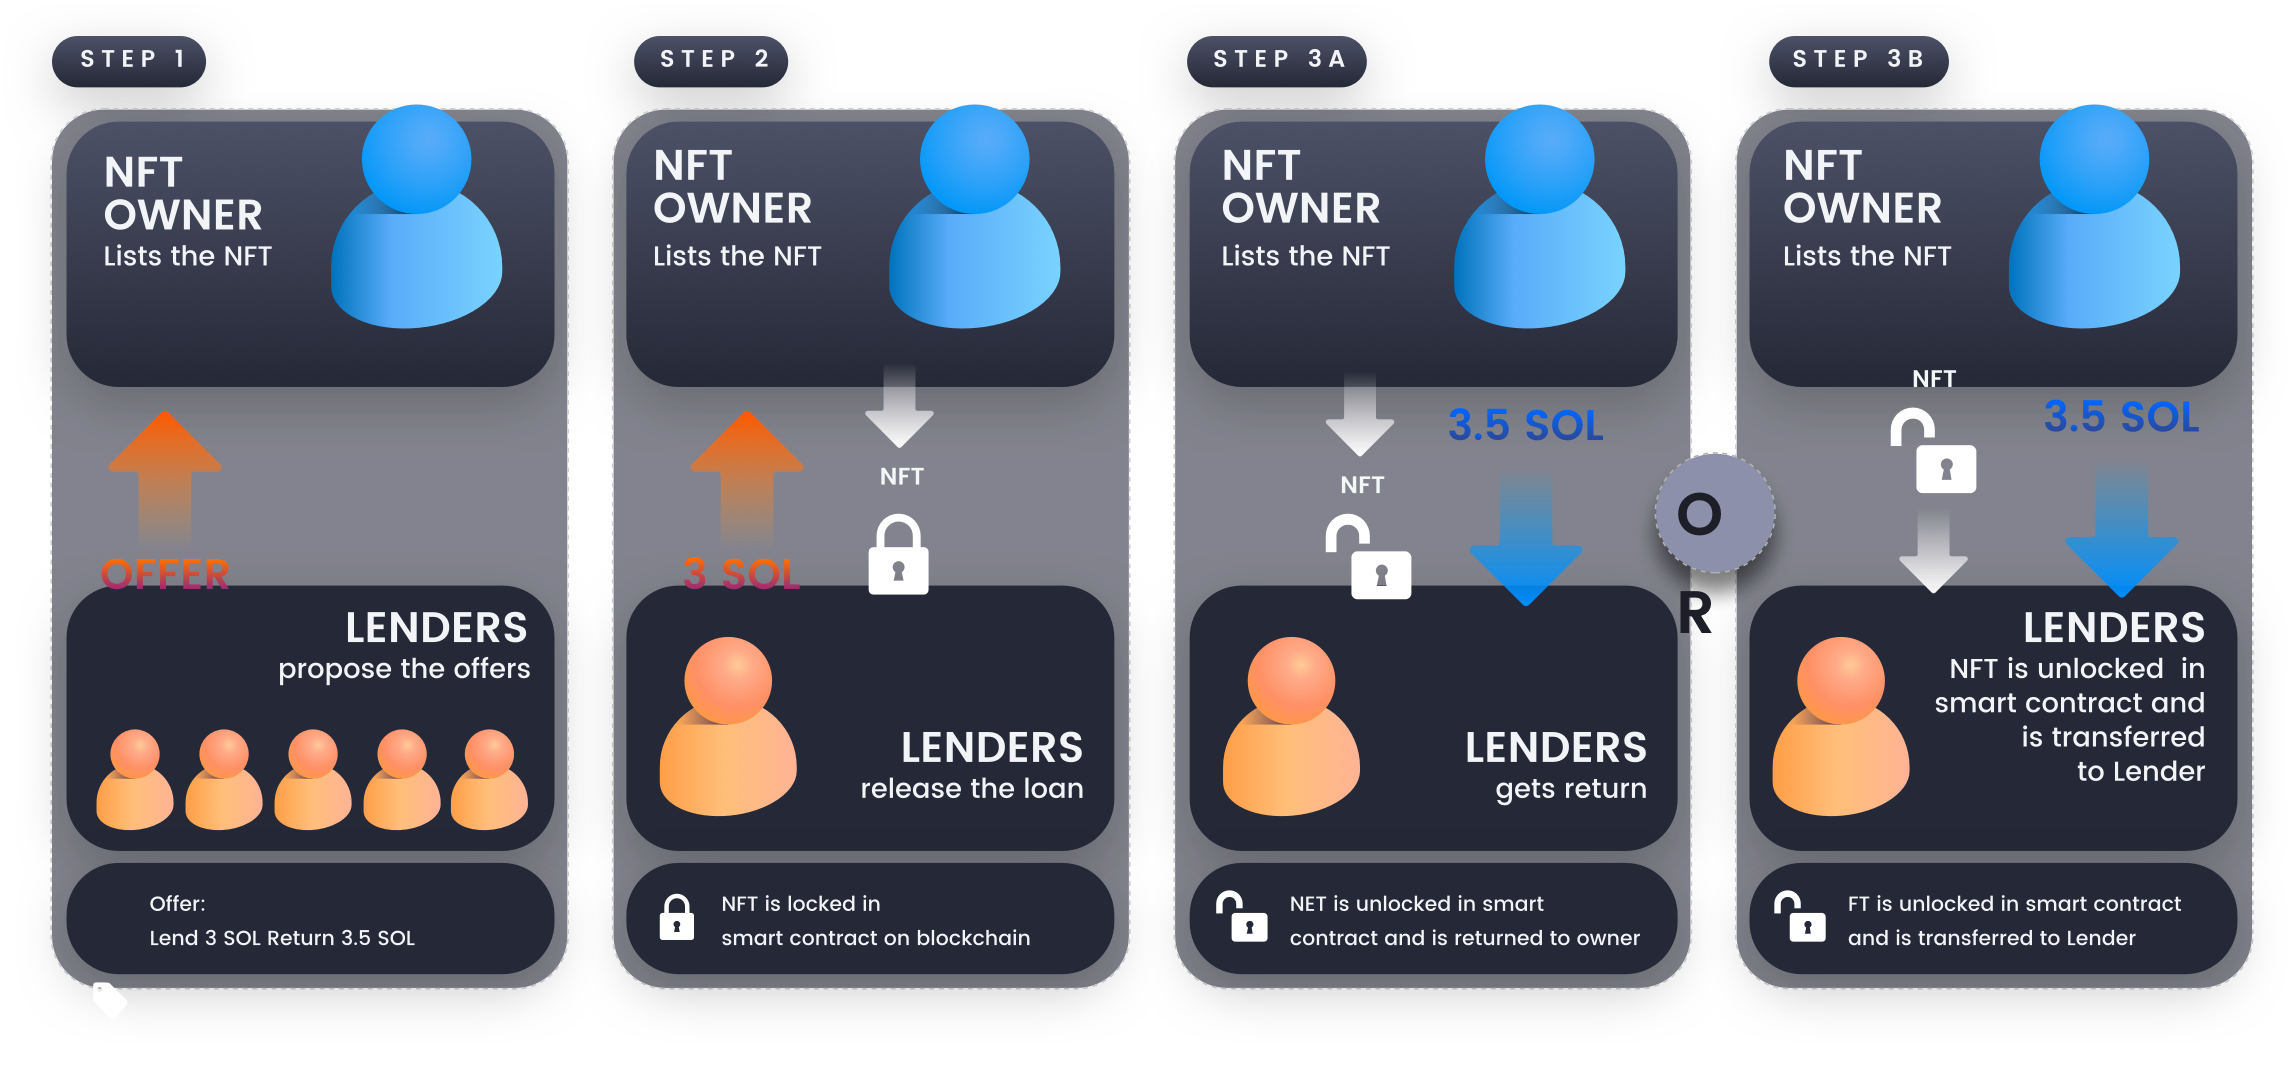 STEP 1
NFT
OWNER
Lists the NFT
OFFER
LENDERS
propose the offers
Offer:
Lend 3 SOL Return 3.5 SOL
STEP 2
NFT
OWNER
Lists the NFT
NFT
3 SOL
LENDERS
release the loan
NFT is locked in
smart contract on blockchain
STEP 3A
NFT
OWNER
Lists the NFT
3.5 SOL
NFT
LENDERS
gets return
NET is unlocked in smart
contract and is returned to owner
O
R
STEP 3B
NFT
OWNER
Lists the NFT
NFT
3.5 SOL
LENDERS
NFT is unlocked in
smart contract and
is transferred
to Lender
FT is unlocked in smart contract
and is transferred to Lender